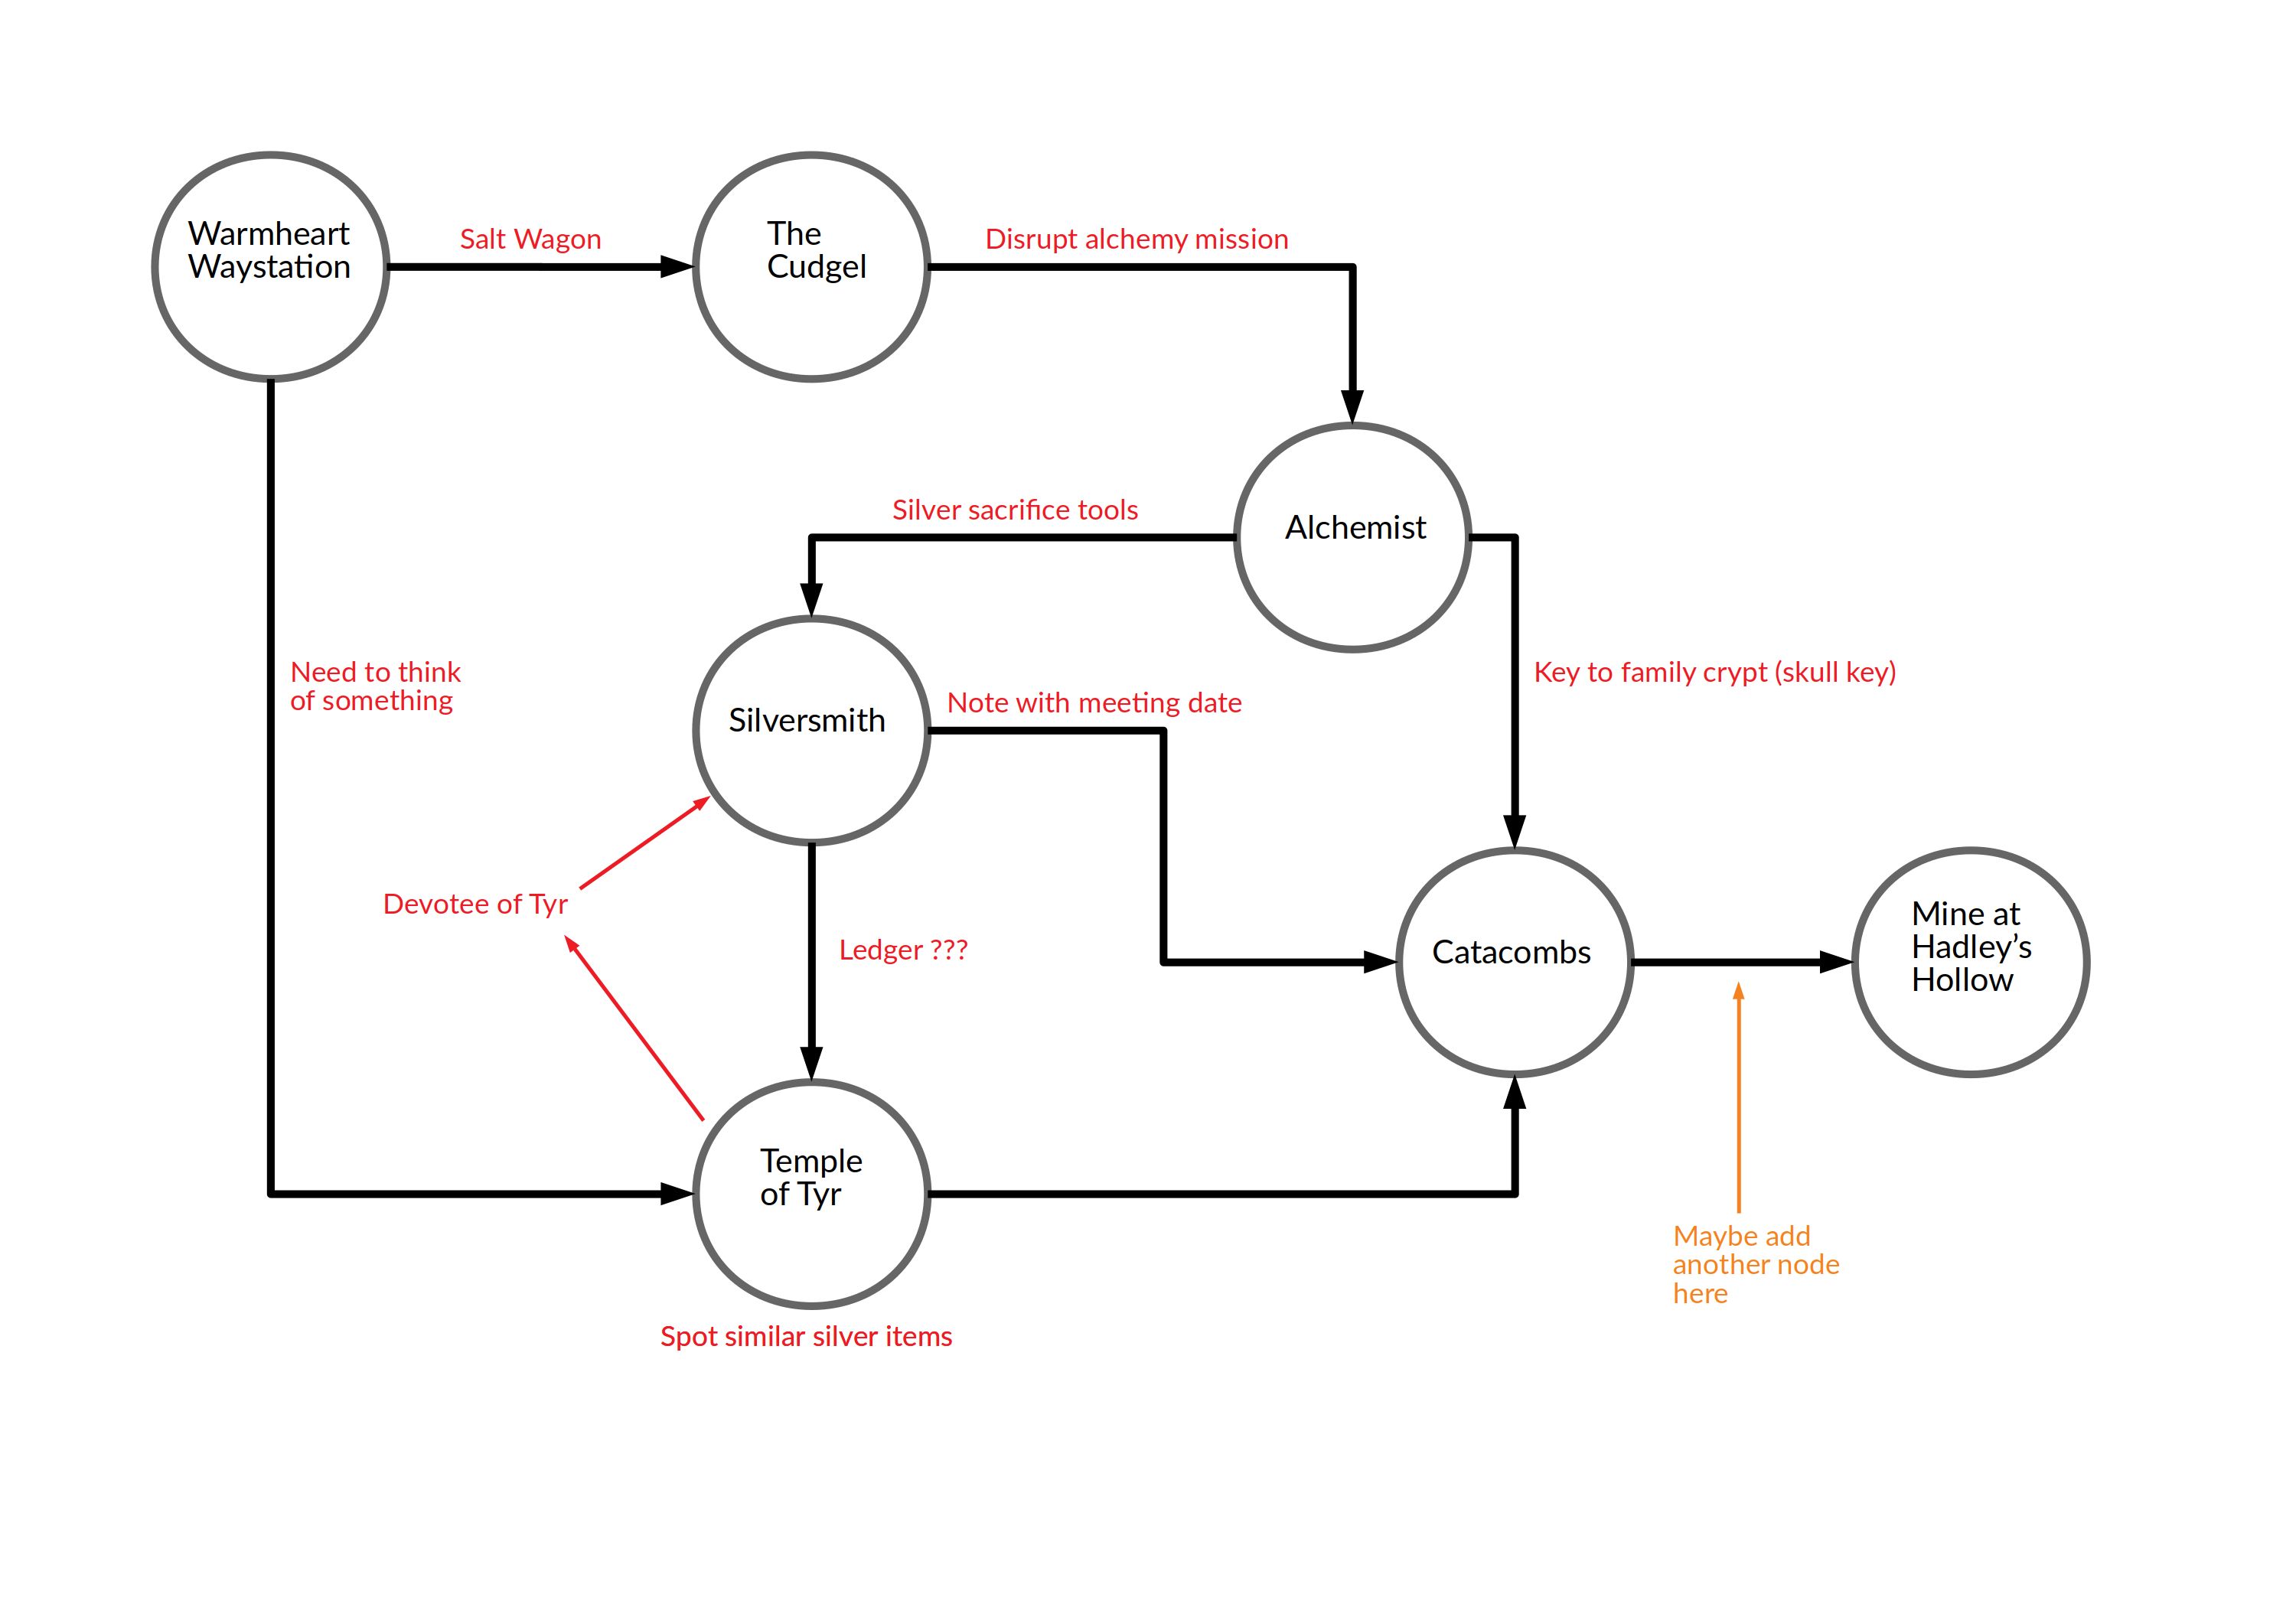 Warmheart
Waystation
Salt Wagon
The
Cudgel
Disrupt alchemy mission
Silver sacrifice tools
Alchemist
Need to think
of something
Silversmith
Note with meeting date
Key to family crypt (skull key)
Devotee of Tyr
Ledger ???
Catacombs
Mine at
Hadley’s
Hollow
Temple
of Tyr
Maybe add
another node
here
Spot similar silver items